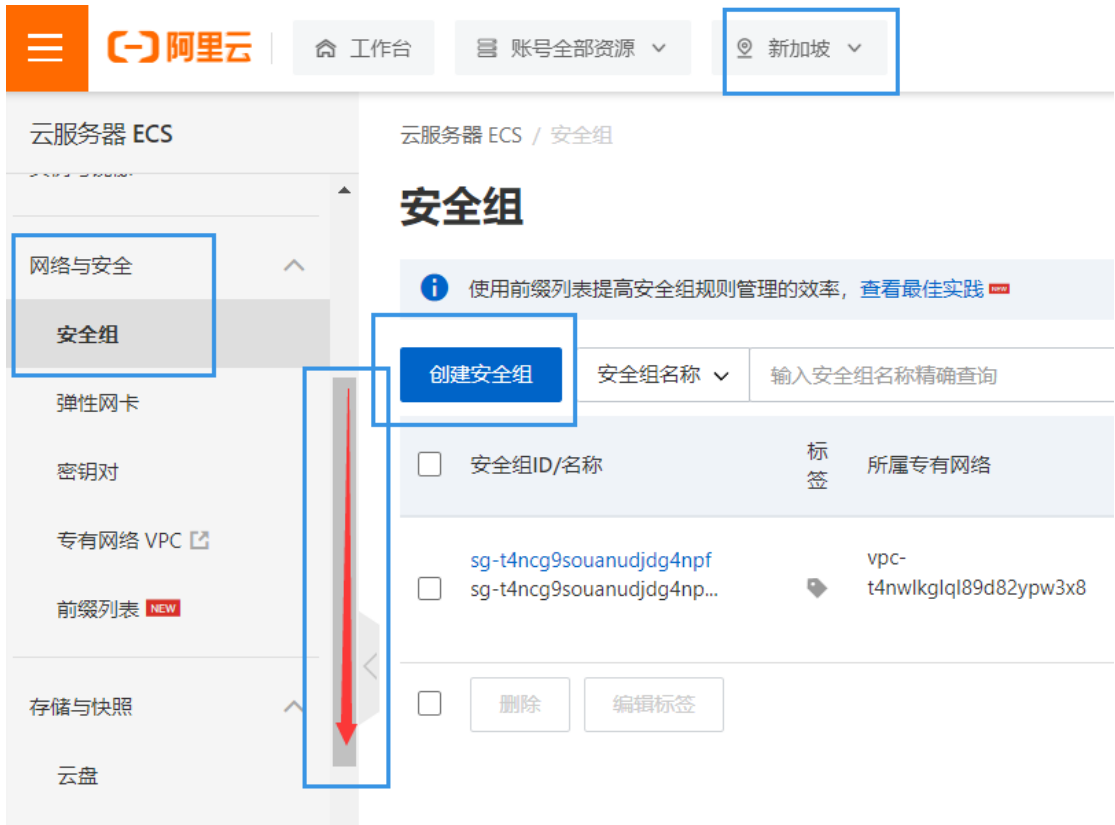 阿里云
工作台
账号全部资源
新加坡
云服务器 ECS
网络与安全
安全组
弹性网卡
密钥对
专有网络 VPC
前缀列表 NEW
存储与快照
云盘
云服务器 ECS / 安全组
安全组
使用前缀列表提高安全组规则管理的效率，查看最佳实践 NEW
创建安全组
安全组名称
输入安全组名称精确查询
安全组ID/名称
标签
所属专有网络
sg-t4ncg9souanudjdg4npf
sg-t4ncg9souanudjdg4np...
vpc-
t4nwlkglql89d82ypw3x8
删除
编辑标签